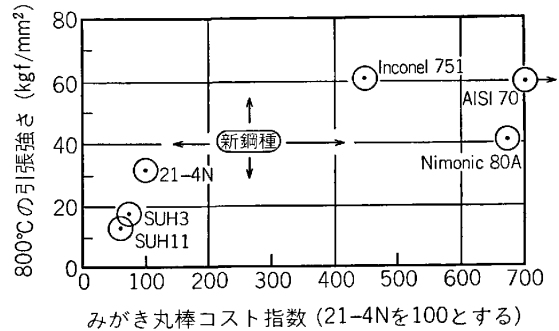 800℃の引張強さ (kgf/mm²)
80
60
40
20
0
Inconel 751
AISI 70
新鋼種
Nimonic 80A
21-4N
SUH3
SUH11
0 100 200 300 400 500 600 700
みがき丸棒コスト指数 (21-4Nを100とする)